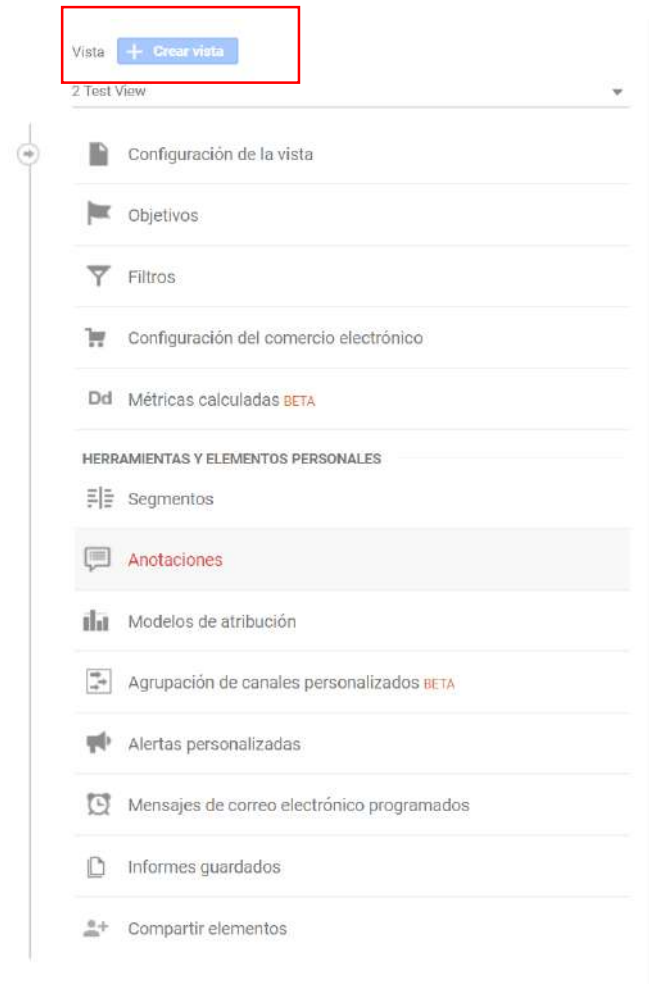 Vista + Crear vista
2 Test View
Configuración de la vista
Objetivos
Filtros
Configuración del comercio electrónico
Dd Métricas calculadas BETA
HERRAMIENTAS Y ELEMENTOS PERSONALES
Segmentos
Anotaciones
Modelos de atribución
Agrupación de canales personalizados BETA
Alertas personalizadas
Mensajes de correo electrónico programados
Informes guardados
Compartir elementos